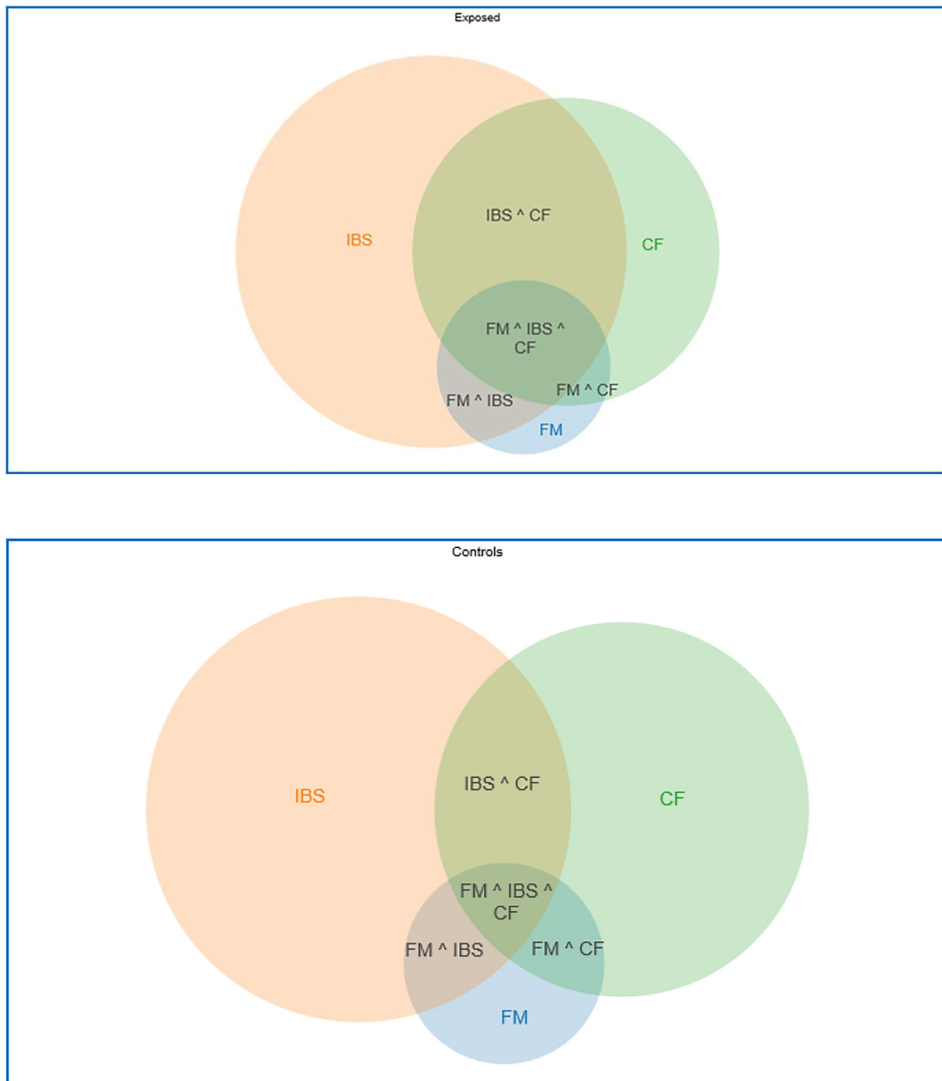 Exposed
IBS ^ CF
IBS
CF
FM ^ IBS ^
CF
FM ^ CF
FM ^ IBS
FM
Controls
IBS ^ CF
IBS
CF
FM ^ IBS ^
CF
FM ^ IBS
FM ^ CF
FM